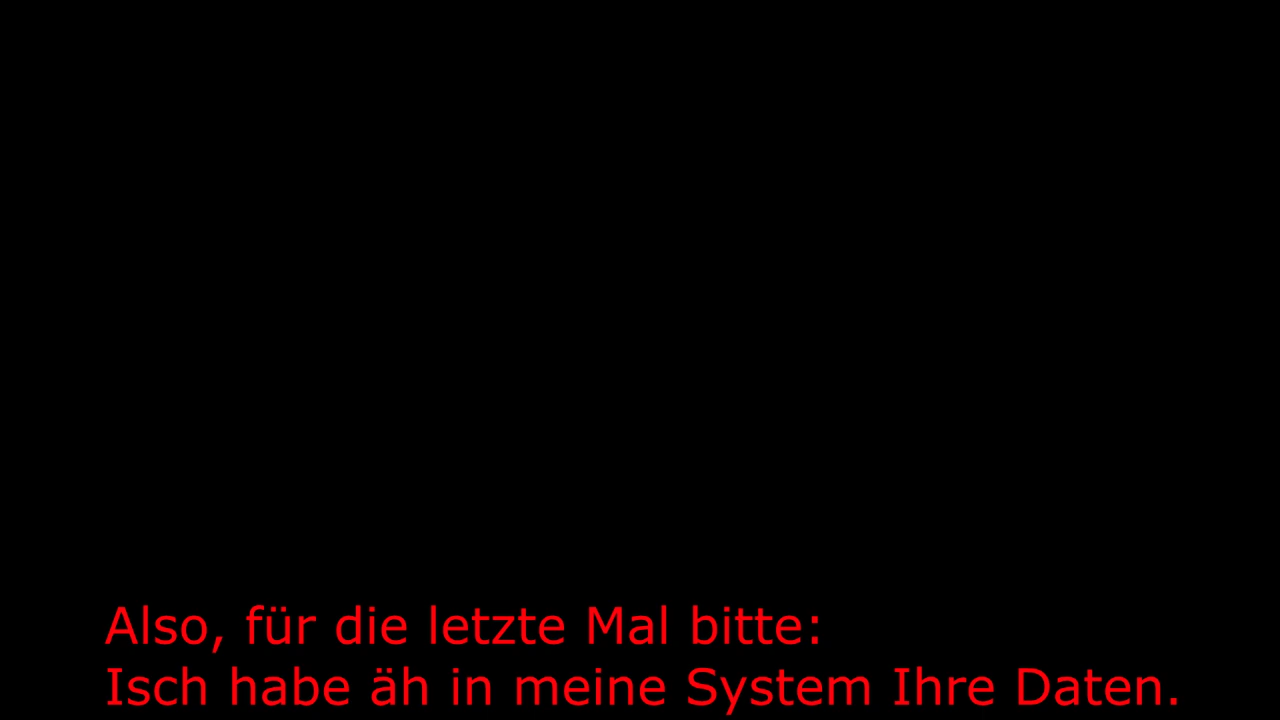 Also, für die letzte Mal bitte:
Isch habe äh in meine System Ihre Daten.